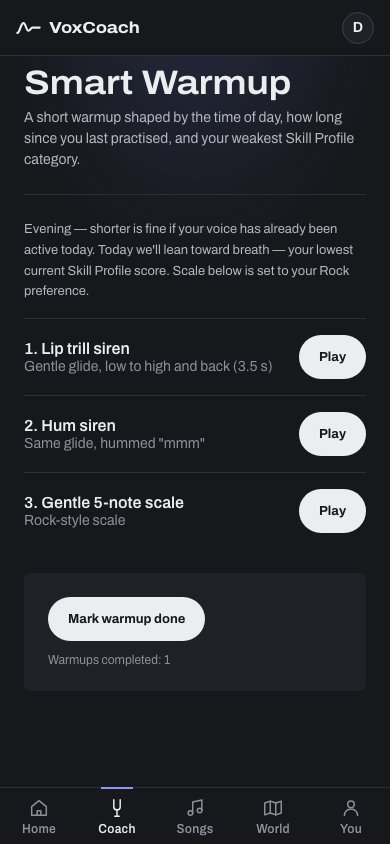 VoxCoach
D
Smart Warmup
A short warmup shaped by the time of day, how long
since you last practised, and your weakest Skill Profile
category.
Evening — shorter is fine if your voice has already been
active today. Today we'll lean toward breath — your lowest
current Skill Profile score. Scale below is set to your Rock
preference.
1. Lip trill siren
Gentle glide, low to high and back (3.5 s)
Play
2. Hum siren
Same glide, hummed "mmm"
Play
3. Gentle 5-note scale
Rock-style scale
Play
Mark warmup done
Warmups completed: 1
Home
Coach
Songs
World
You